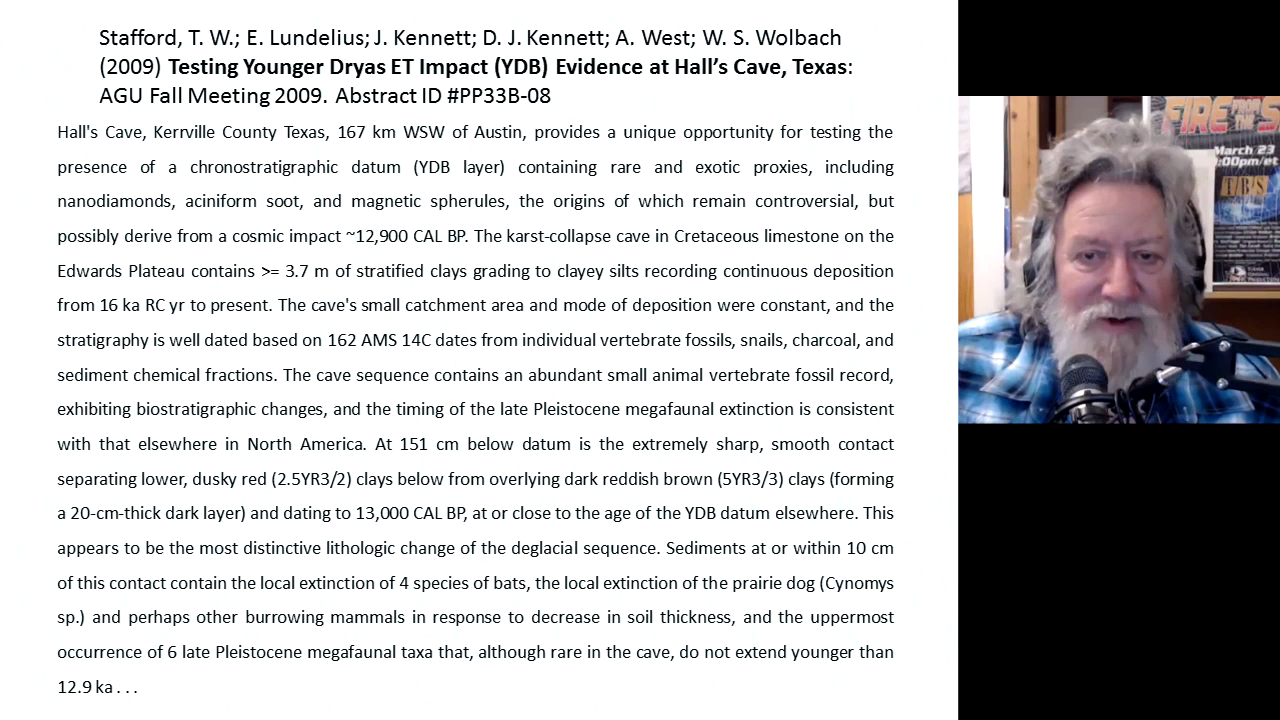 Stafford, T. W.; E. Lundelius; J. Kennett; D. J. Kennett; A. West; W. S. Wolbach
(2009) Testing Younger Dryas ET Impact (YDB) Evidence at Hall's Cave, Texas:
AGU Fall Meeting 2009. Abstract ID #PP33B-08
Hall's Cave, Kerrville County Texas, 167 km WSW of Austin, provides a unique opportunity for testing the
presence of a chronostratigraphic datum (YDB layer) containing rare and exotic proxies, including
nanodiamonds, aciniform soot, and magnetic spherules, the origins of which remain controversial, but
possibly derive from a cosmic impact ~12,900 CAL BP. The karst-collapse cave in Cretaceous limestone on the
Edwards Plateau contains >= 3.7 m of stratified clays grading to clayey silts recording continuous deposition
from 16 ka RC yr to present. The cave's small catchment area and mode of deposition were constant, and the
stratigraphy is well dated based on 162 AMS 14C dates from individual vertebrate fossils, snails, charcoal, and
sediment chemical fractions. The cave sequence contains an abundant small animal vertebrate fossil record,
exhibiting biostratigraphic changes, and the timing of the late Pleistocene megafaunal extinction is consistent
with that elsewhere in North America. At 151 cm below datum is the extremely sharp, smooth contact
separating lower, dusky red (2.5YR3/2) clays below from overlying dark reddish brown (5YR3/3) clays (forming
a 20-cm-thick dark layer) and dating to 13,000 CAL BP, at or close to the age of the YDB datum elsewhere. This
appears to be the most distinctive lithologic change of the deglacial sequence. Sediments at or within 10 cm
of this contact contain the local extinction of 4 species of bats, the local extinction of the prairie dog (Cynomys
sp.) and perhaps other burrowing mammals in response to decrease in soil thickness, and the uppermost
occurrence of 6 late Pleistocene megafaunal taxa that, although rare in the cave, do not extend younger than
12.9 ka . . .
FIRE FROM
THE S
March 23
:00pm/et
TBS